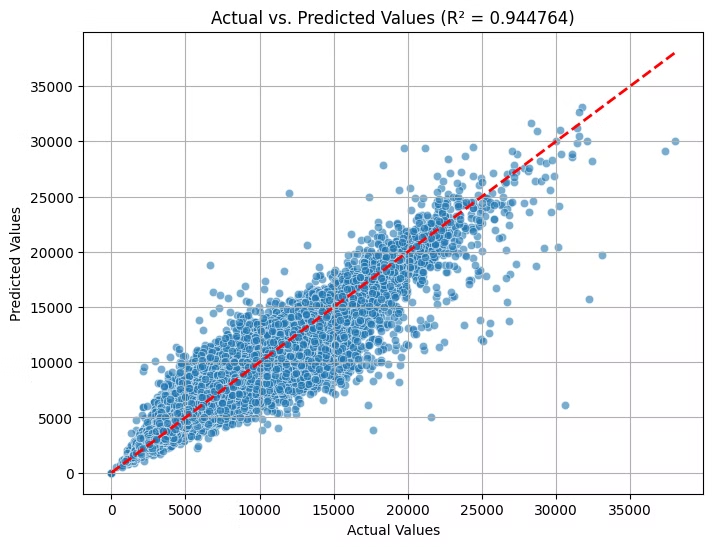 Actual vs. Predicted Values (R² = 0.944764)
Predicted Values
35000
30000
25000
20000
15000
10000
5000
0
0 5000 10000 15000 20000 25000 30000 35000
Actual Values